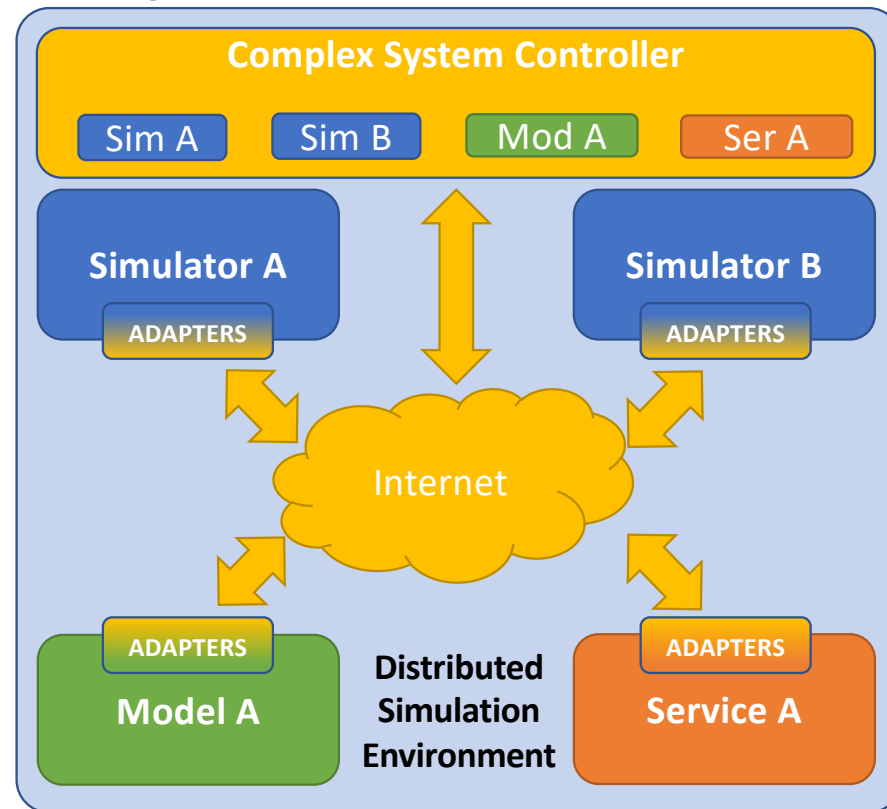 Complex System Controller
Sim A
Sim B
Mod A
Ser A
Simulator A
ADAPTERS
Simulator B
ADAPTERS
Internet
ADAPTERS
Model A
Distributed
Simulation
Environment
ADAPTERS
Service A